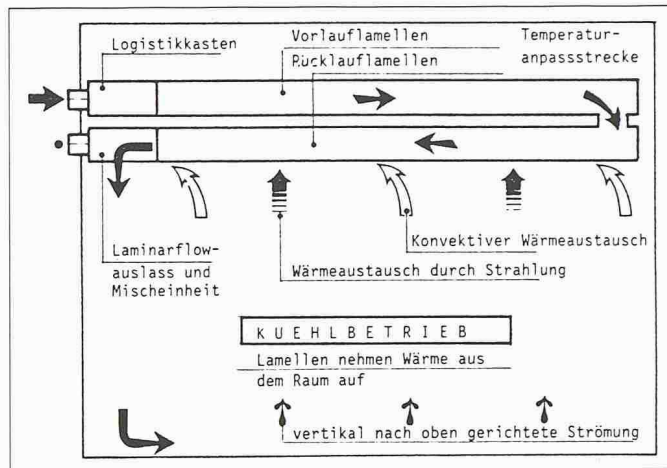 Logistikkasten
Vorlauflamellen
Rücklauflamellen
Temperatur-
anpassstrecke
Laminarflow-
auslass und
Mischeinheit
Konvektiver Wärmeaustausch
Wärmeaustausch durch Strahlung
KUEHLBETRIEB
Lamellen nehmen Wärme aus
dem Raum auf
vertikal nach oben gerichtete Strömung